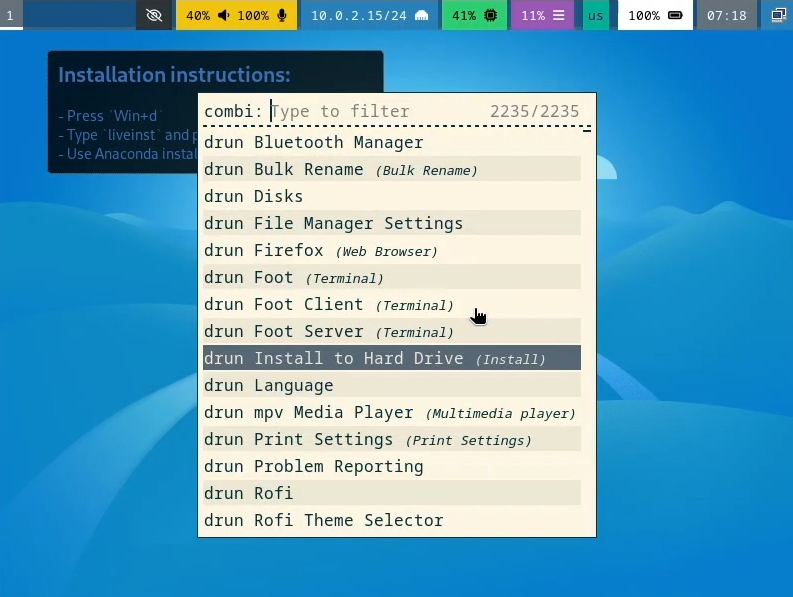 1 40% 100% 10.0.2.15/24 41% 11% us 100% 07:18
Installation instructions:
- Press `Win+d`
- Type `liveinst` and p
- Use Anaconda instal
combi: Type to filter 2235/2235
drun Bluetooth Manager
drun Bulk Rename (Bulk Rename)
drun Disks
drun File Manager Settings
drun Firefox (Web Browser)
drun Foot (Terminal)
drun Foot Client (Terminal)
drun Foot Server (Terminal)
drun Install to Hard Drive (Install)
drun Language
drun mpv Media Player (Multimedia player)
drun Print Settings (Print Settings)
drun Problem Reporting
drun Rofi
drun Rofi Theme Selector